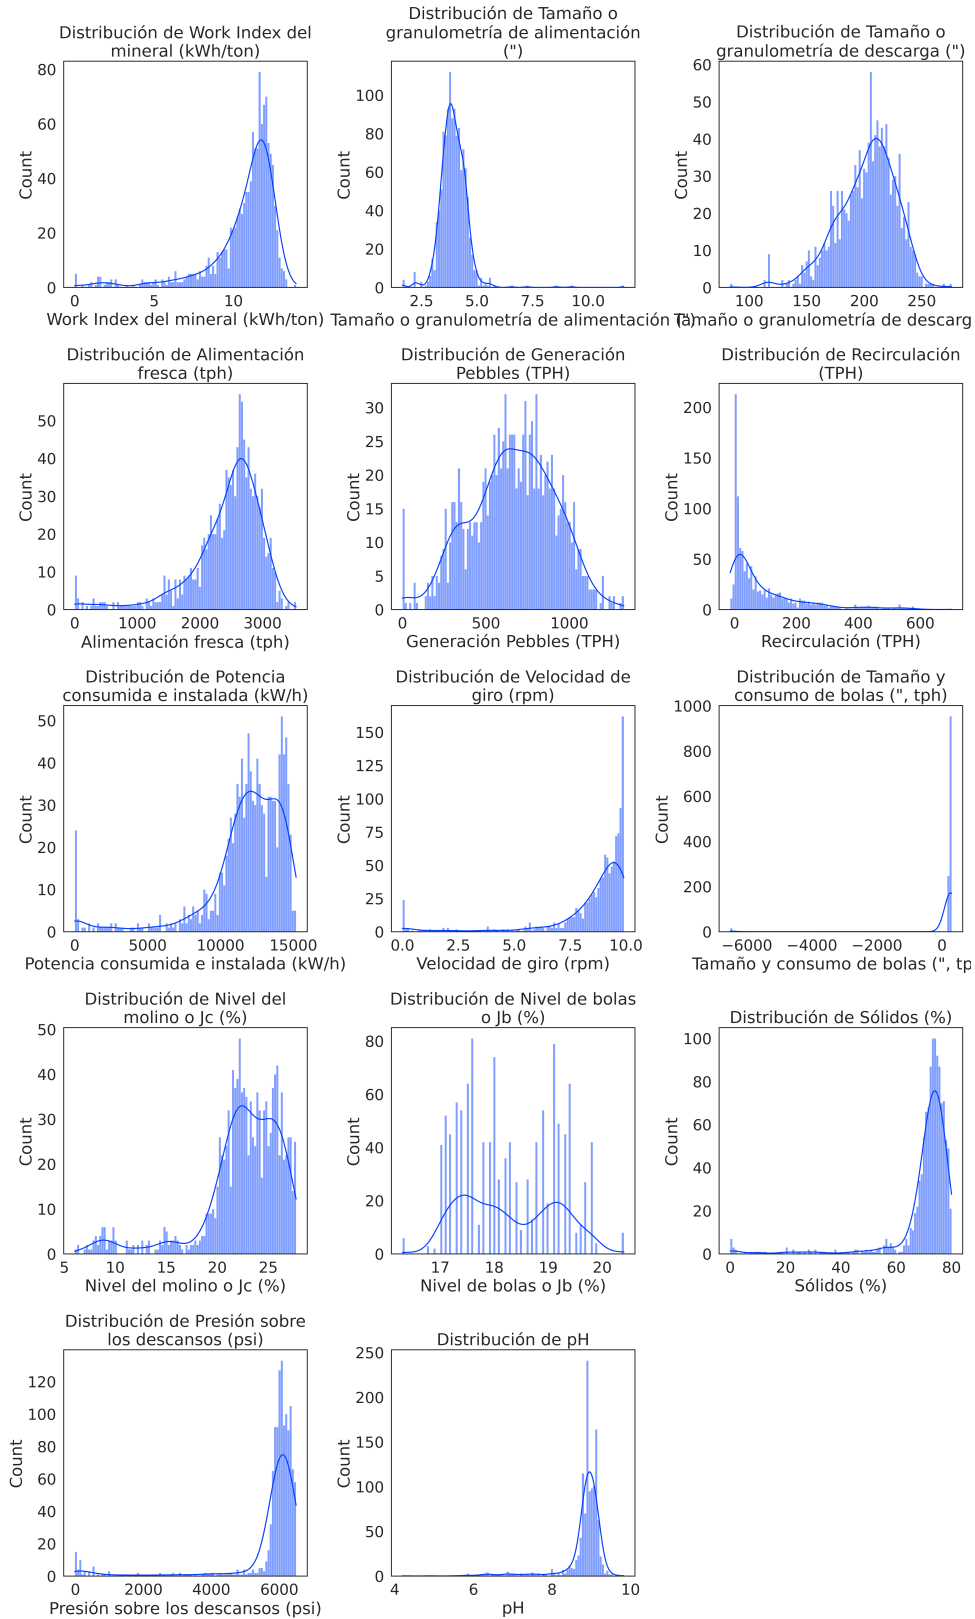 Distribución de Work Index del
mineral (kWh/ton)
Count
80
60
40
20
0
0
5
10
Work Index del mineral (kWh/ton)
Distribución de Tamaño o
granulometría de alimentación
(")
Count
100
80
60
40
20
0
2.5
5.0
7.5
10.0
Tamaño o granulometría de alimentación (")
Distribución de Tamaño o
granulometría de descarga (")
Count
60
50
40
30
20
10
0
100
150
200
250
Tamaño o granulometría de descarg
Distribución de Alimentación
fresca (tph)
Count
50
40
30
20
10
0
0
1000
2000
3000
Alimentación fresca (tph)
Distribución de Generación
Pebbles (TPH)
Count
30
25
20
15
10
5
0
0
500
1000
Generación Pebbles (TPH)
Distribución de Recirculación
(TPH)
Count
200
150
100
50
0
0
200
400
600
Recirculación (TPH)
Distribución de Potencia
consumida e instalada (kW/h)
Count
50
40
30
20
10
0
0
5000
10000
15000
Potencia consumida e instalada (kW/h)
Distribución de Velocidad de
giro (rpm)
Count
150
125
100
75
50
25
0
0.0
2.5
5.0
7.5
10.0
Velocidad de giro (rpm)
Distribución de Tamaño y
consumo de bolas (", tph)
Count
1000
800
600
400
200
0
−6000
−4000
−2000
0
Tamaño y consumo de bolas (", tp
Distribución de Nivel del
molino o Jc (%)
Count
50
40
30
20
10
0
5
10
15
20
25
Nivel del molino o Jc (%)
Distribución de Nivel de bolas
o Jb (%)
Count
80
60
40
20
0
17
18
19
20
Nivel de bolas o Jb (%)
Distribución de Sólidos (%)
Count
100
80
60
40
20
0
0
20
40
60
80
Sólidos (%)
Distribución de Presión sobre
los descansos (psi)
Count
120
100
80
60
40
20
0
0
2000
4000
6000
Presión sobre los descansos (psi)
Distribución de pH
Count
250
200
150
100
50
0
4
6
8
10
pH